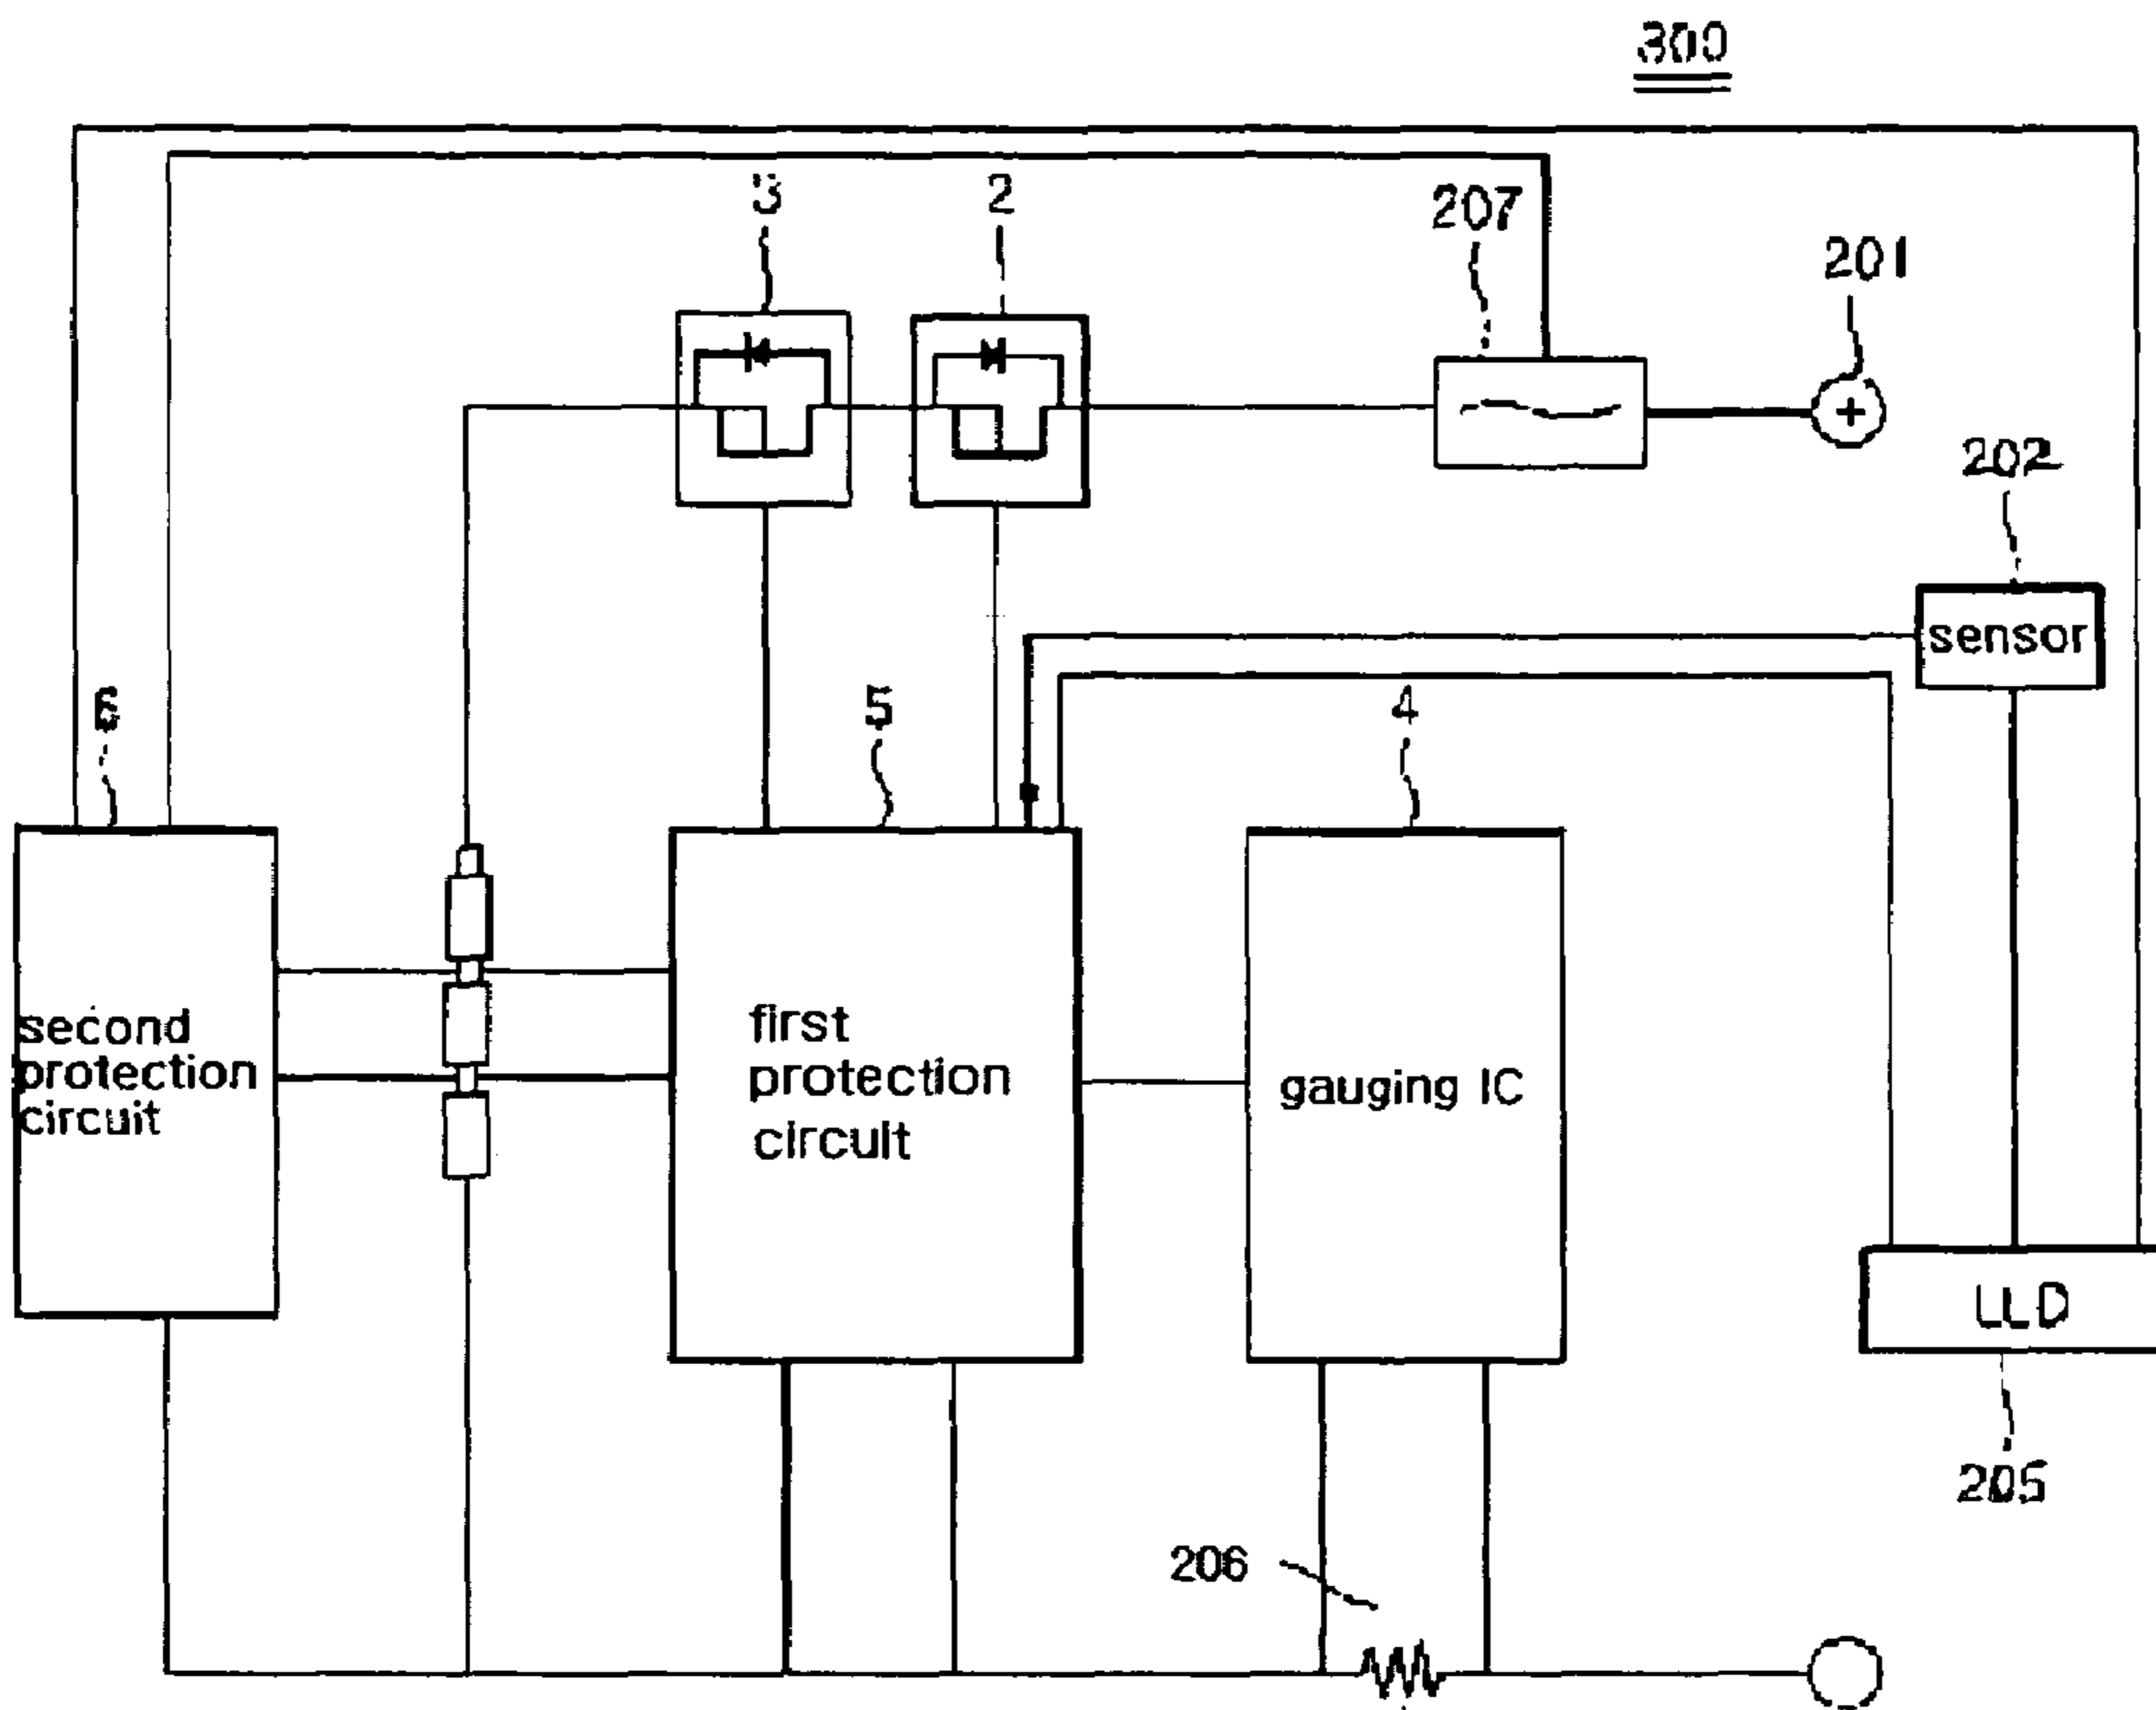 300
3
2
207
201
+
202
sensor
6
5
4
second
protection
circuit
first
protection
circuit
gauging IC
LLD
205
206